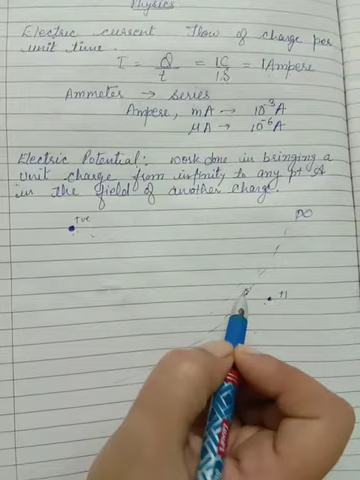 Physics
Electric current flow of charge per
unit time.
I = Q/t = 1C/1S = 1 Ampere
Ammeter → series
Ampere, mA → 10⁻³A
μA → 10⁻⁶A
Electric Potential: work done in bringing a
unit charge from infinity to any pt A
in the field of another charge.
+ve
+1